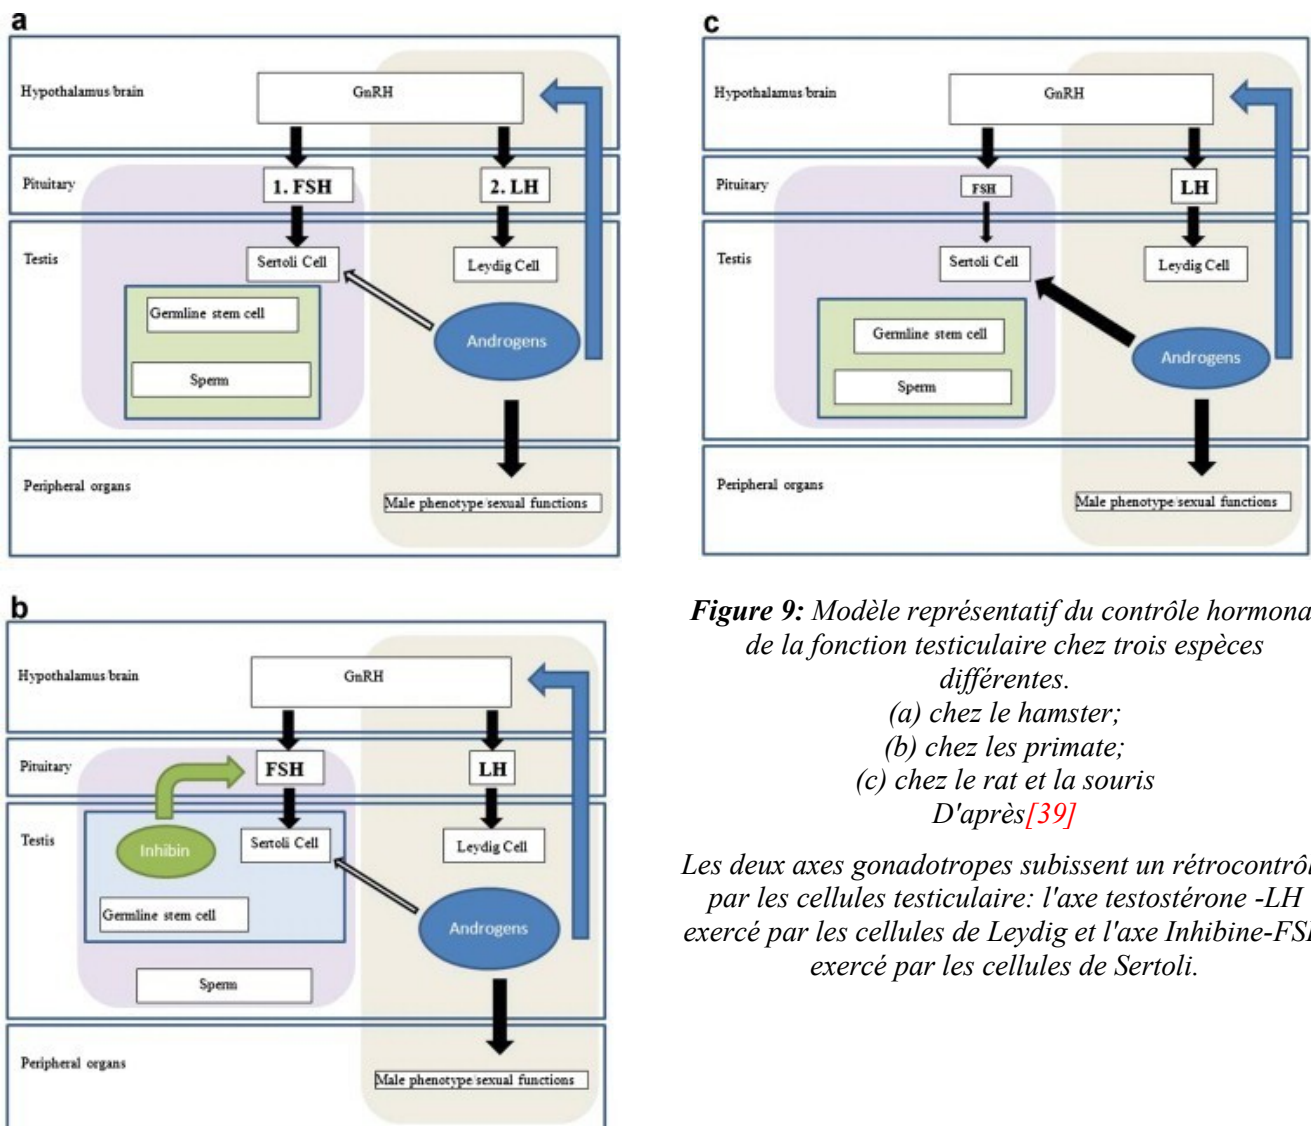 a
Hypothalamus/brain
GnRH
Pituitary
1. FSH
2. LH
Testis
Sertoli Cell
Leydig Cell
Germline stem cell
Androgens
Sperm
Peripheral organs
Male phenotype/sexual functions
c
Hypothalamus/brain
GnRH
Pituitary
FSH
LH
Testis
Sertoli Cell
Leydig Cell
Germline stem cell
Androgens
Sperm
Peripheral organs
Male phenotype/sexual functions
b
Hypothalamus/brain
GnRH
Pituitary
FSH
LH
Testis
Inhibin
Sertoli Cell
Leydig Cell
Germline stem cell
Androgens
Sperm
Peripheral organs
Male phenotype/sexual functions
Figure 9: Modèle représentatif du contrôle hormona
de la fonction testiculaire chez trois espèces
différentes.
(a) chez le hamster;
(b) chez les primate;
(c) chez le rat et la souris
D'après[39]
Les deux axes gonadotropes subissent un rétrocontrôl
par les cellules testiculaire: l'axe testostérone -LH
exercé par les cellules de Leydig et l'axe Inhibine-FS
exercé par les cellules de Sertoli.